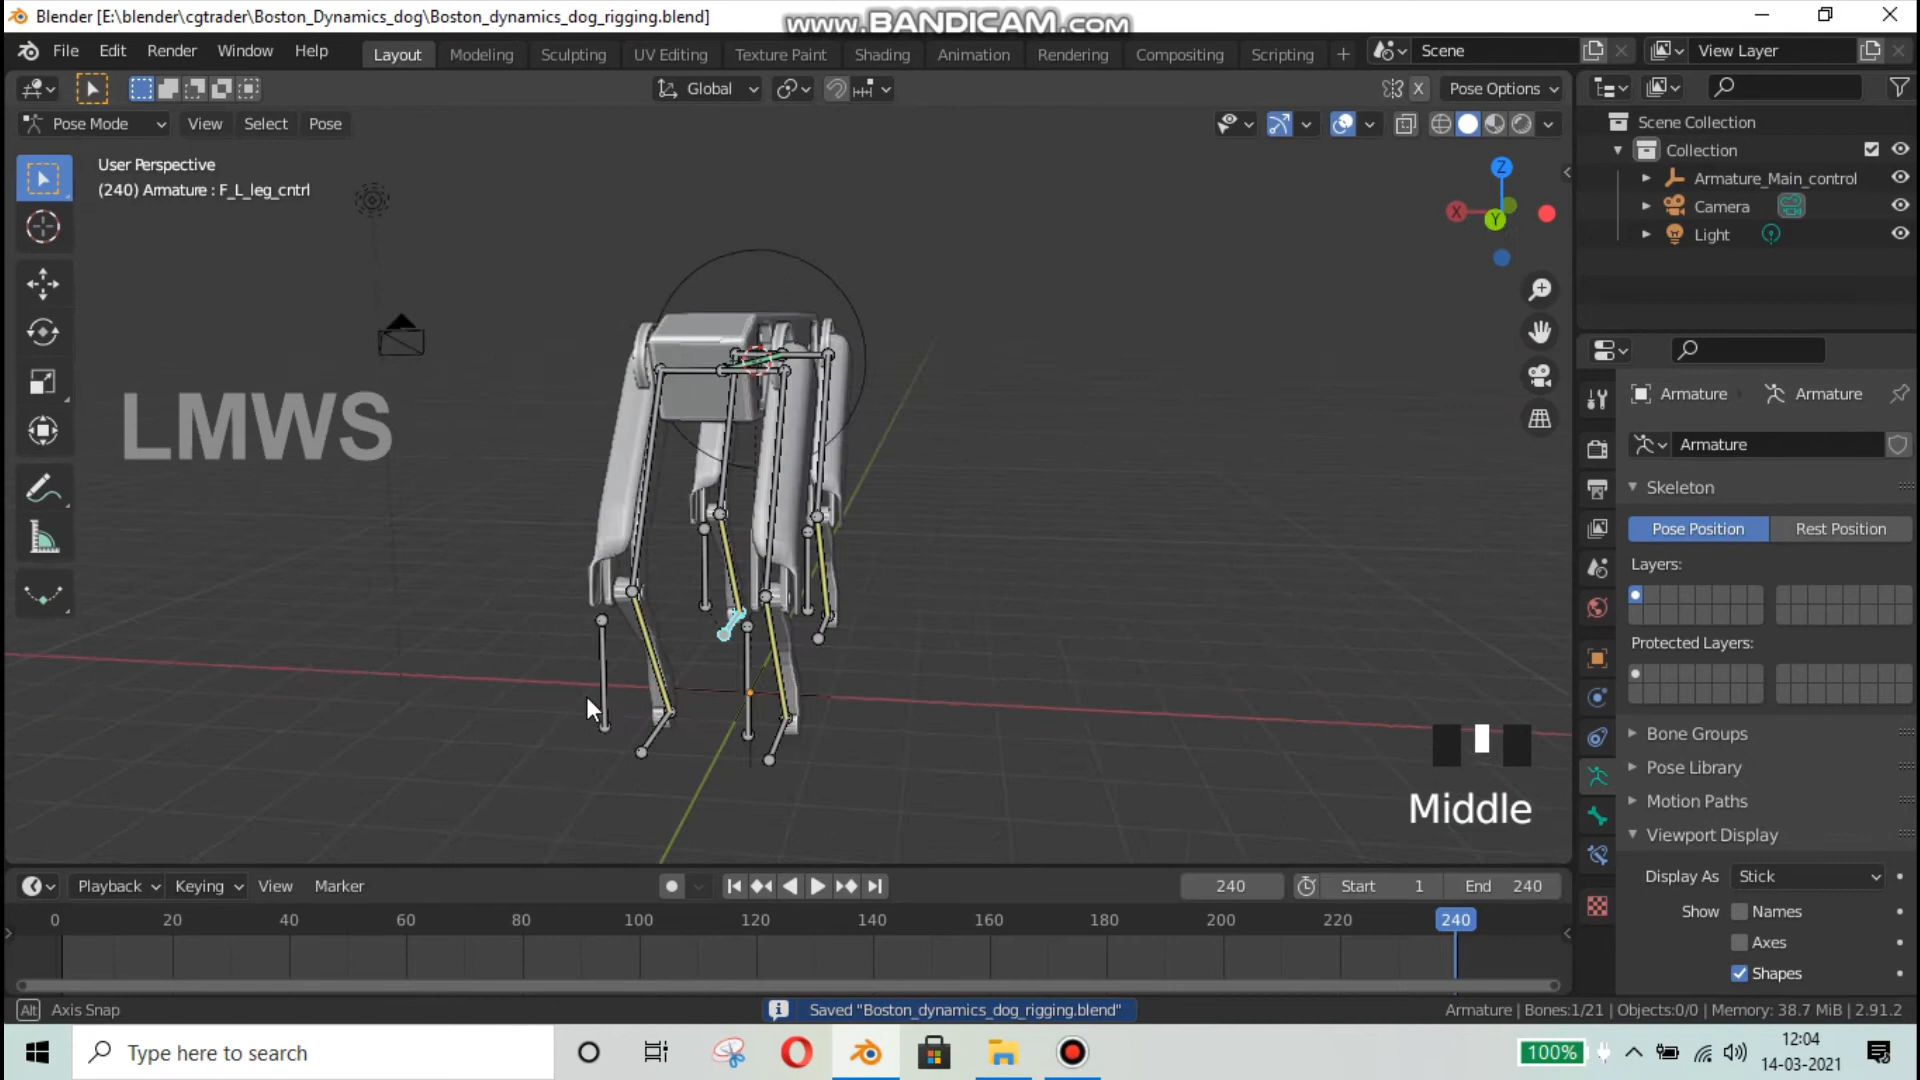 Blender [E:\blender\cgtrader\Boston_Dynamics_dog\Boston_dynamics_dog_rigging.blend]
WWW.BANDICAM.COM
File Edit Render Window Help
Layout Modeling Sculpting UV Editing Texture Paint Shading Animation Rendering Compositing Scripting
Scene
View Layer
Global
X
Pose Options
Pose Mode View Select Pose
User Perspective
(240) Armature : F_L_leg_cntrl
Z
X
Y
LMWS
Middle
Scene Collection
Collection
Armature_Main_control
Camera
Light
Armature
Armature
Armature
Skeleton
Pose Position
Rest Position
Layers:
Protected Layers:
Bone Groups
Pose Library
Motion Paths
Viewport Display
Display As Stick
Show Names
Axes
Shapes
Playback Keying View Marker
240
Start 1
End 240
0 20 40 60 80 100 120 140 160 180 200 220 240
Alt Axis Snap
Saved "Boston_dynamics_dog_rigging.blend"
Armature | Bones:1/21 | Objects:0/0 | Memory: 38.7 MiB | 2.91.2
Type here to search
100%
12:04
14-03-2021